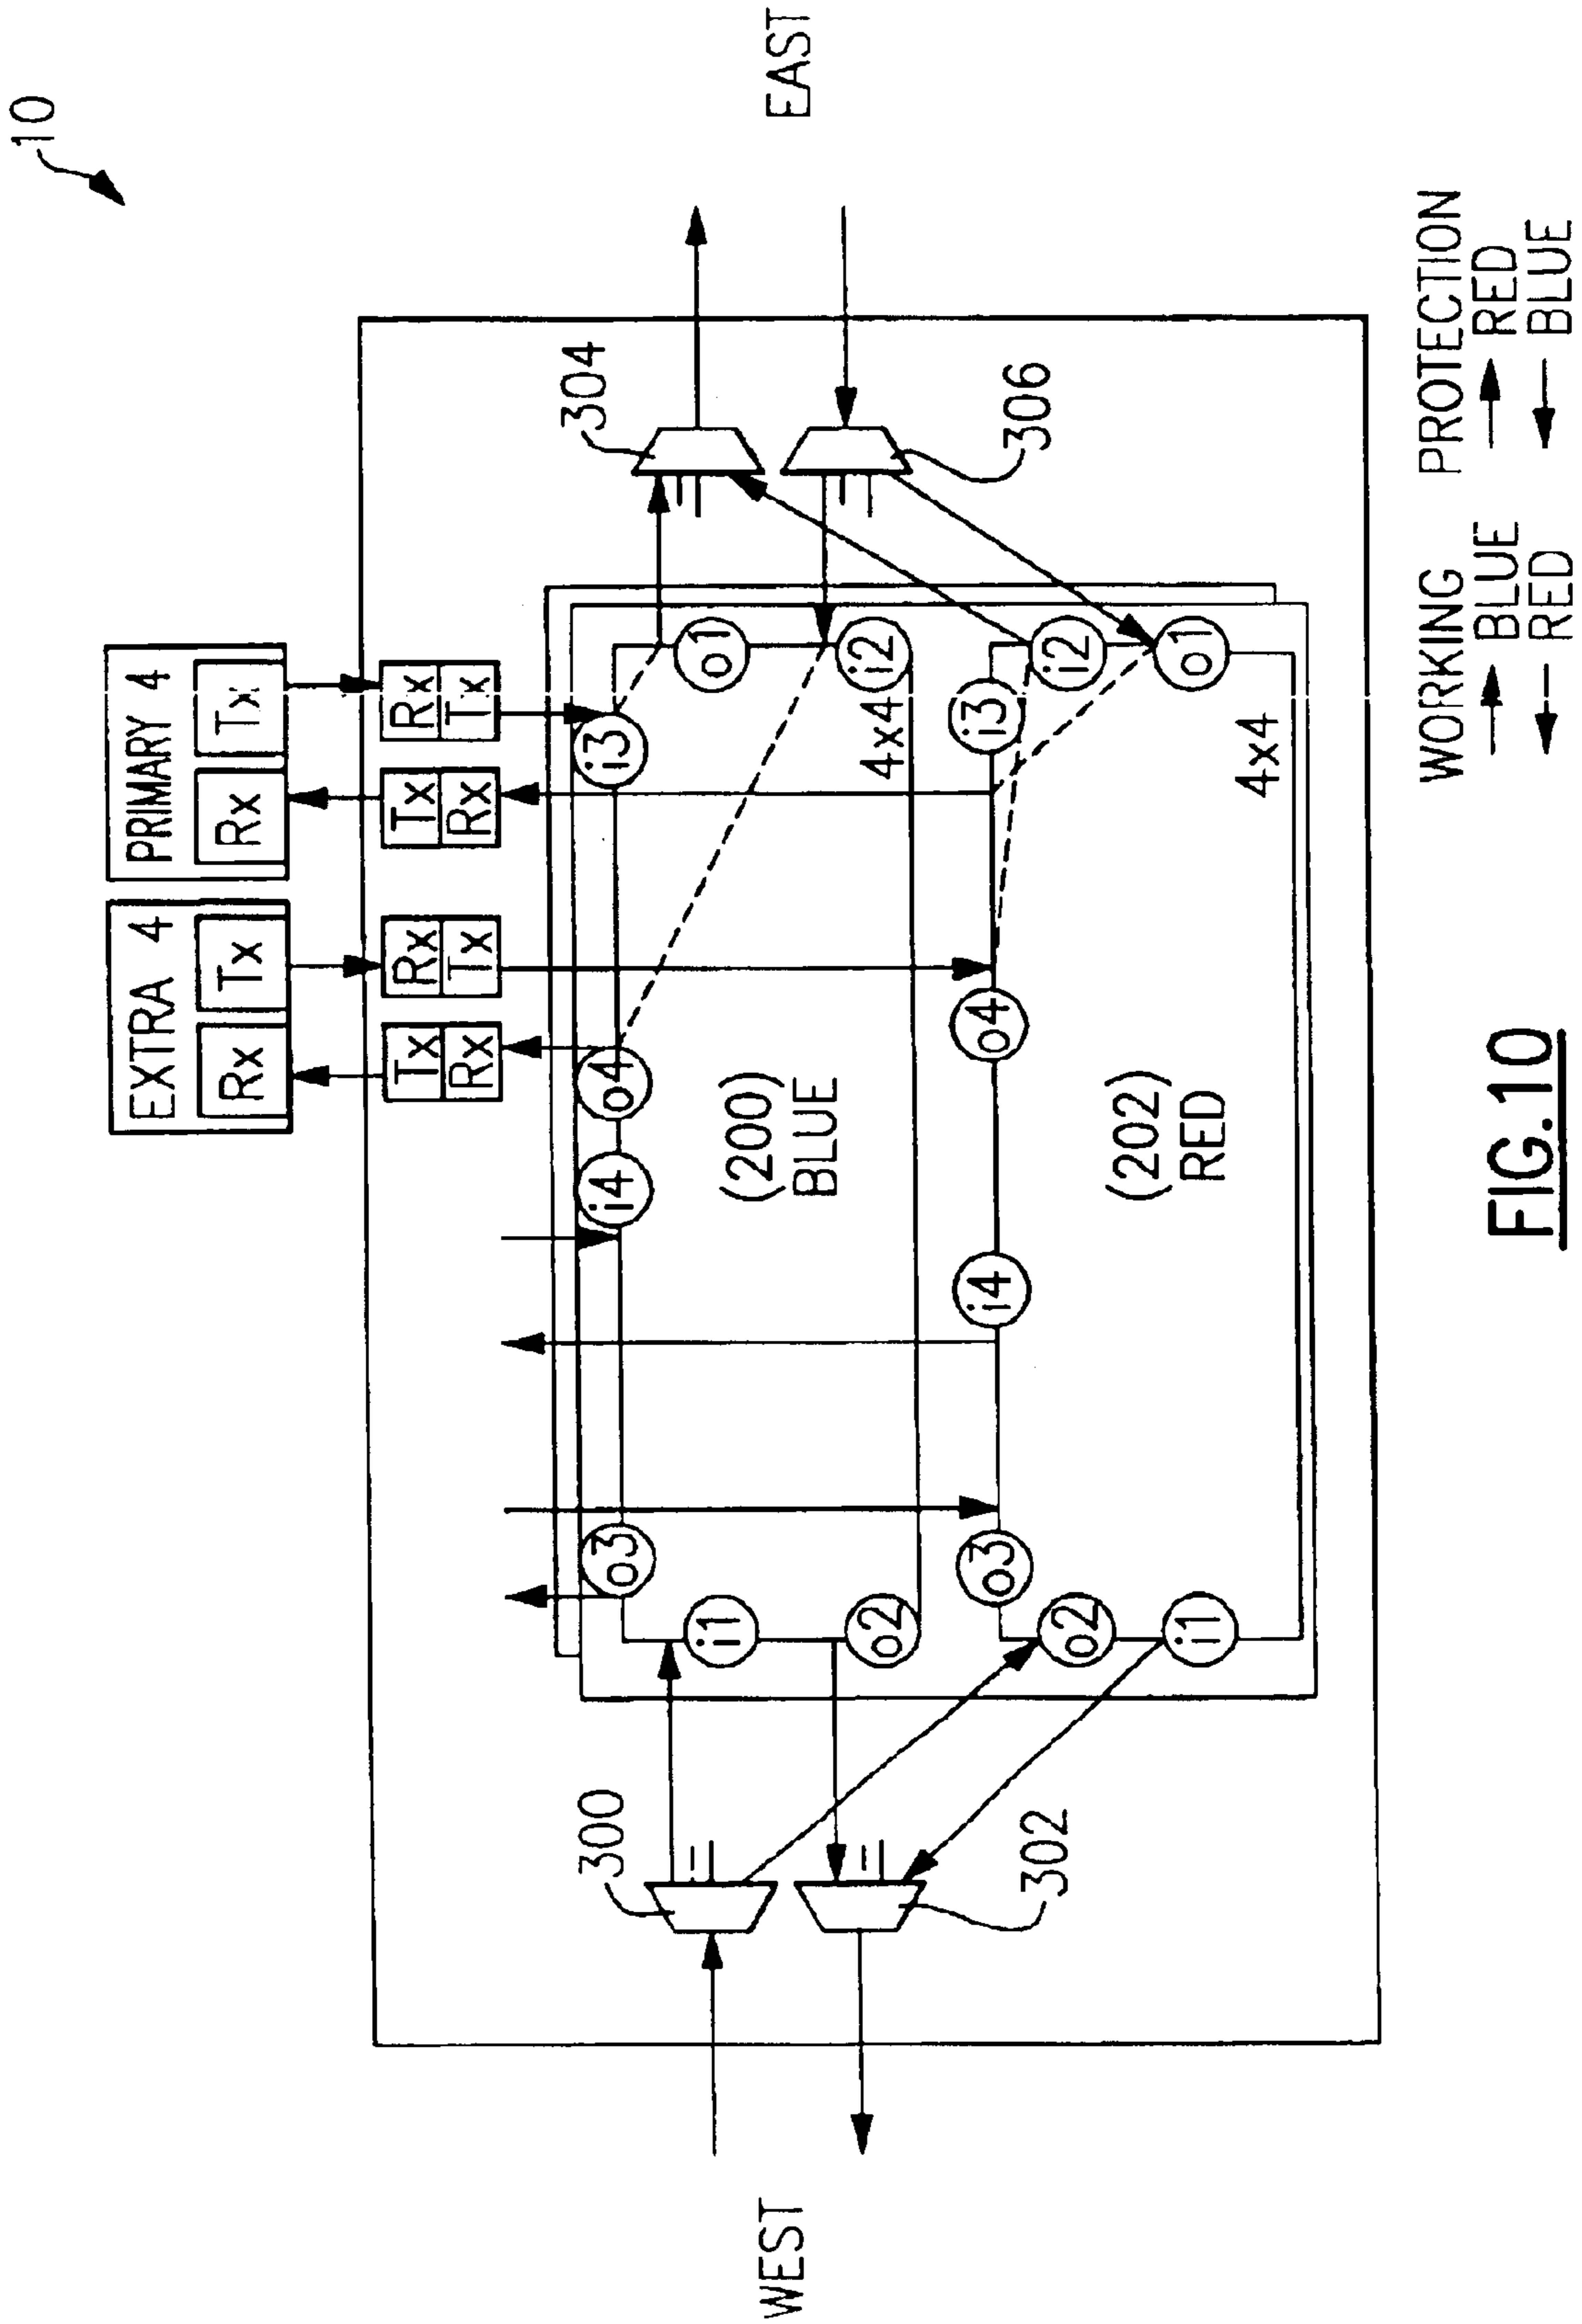 10
EXTRA 4
PRIMARY 4
Rx
Tx
Rx
Tx
Tx
Rx
Rx
Tx
Tx
Rx
Rx
Tx
300
304
o3
i4
o4
i3
i1
o1
(200)
BLUE
o2
i2
4x4
WEST
EAST
o3
i4
o4
i3
302
306
o2
i2
(202)
RED
i1
o1
4x4
WORKING
PROTECTION
BLUE
RED
RED
BLUE
FIG.10